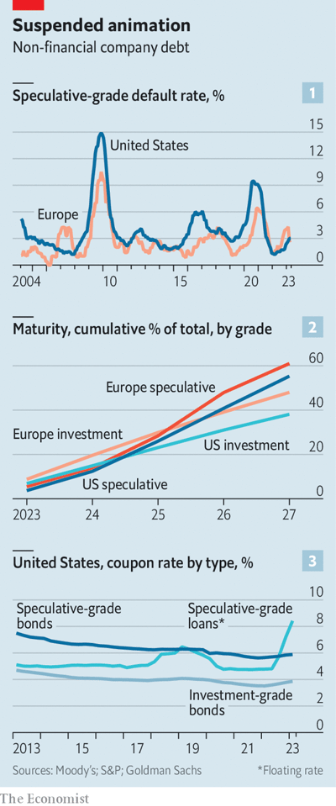 Suspended animation
Non-financial company debt
Speculative-grade default rate, %
1
15
United States
12
9
Europe
6
3
0
2004 10 15 20 23
Maturity, cumulative % of total, by grade
2
60
Europe speculative
40
Europe investment
US investment
20
US speculative
0
2023 24 25 26 27
United States, coupon rate by type, %
3
10
Speculative-grade
bonds
Speculative-grade
loans*
8
6
4
Investment-grade
bonds
2
0
2013 15 17 19 21 23
Sources: Moody's; S&P; Goldman Sachs
*Floating rate
The Economist